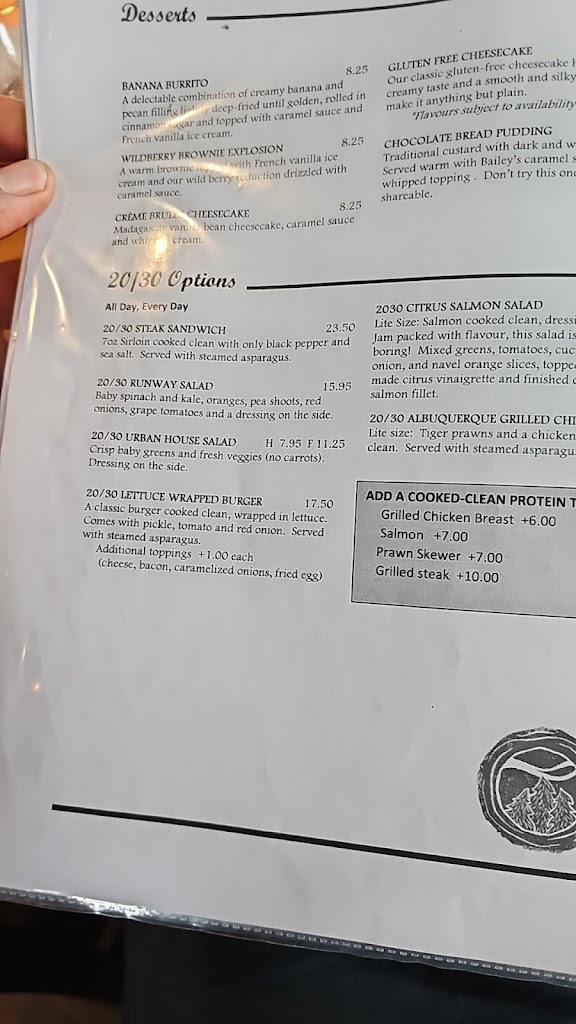 Desserts
BANANA BURRITO 8.25
A delectable combination of creamy banana and
pecan filling lightly deep-fried until golden, rolled in
cinnamon sugar and topped with caramel sauce and
French vanilla ice cream.
WILDBERRY BROWNIE EXPLOSION 8.25
A warm brownie topped with French vanilla ice
cream and our wild berry reduction drizzled with
caramel sauce.
CRÈME BRULEE CHEESECAKE 8.25
Madagascar vanilla bean cheesecake, caramel sauce
and whipped cream.
GLUTEN FREE CHEESECAKE
Our classic gluten-free cheesecake
creamy taste and a smooth and silky
make it anything but plain.
*Flavours subject to availability
CHOCOLATE BREAD PUDDING
Traditional custard with dark and w
Served warm with Bailey's caramel s
whipped topping . Don't try this one
shareable.
20/30 Options
All Day, Every Day
20/30 STEAK SANDWICH 23.50
7oz Sirloin cooked clean with only black pepper and
sea salt. Served with steamed asparagus.
20/30 RUNWAY SALAD 15.95
Baby spinach and kale, oranges, pea shoots, red
onions, grape tomatoes and a dressing on the side.
20/30 URBAN HOUSE SALAD H 7.95 F 11.25
Crisp baby greens and fresh veggies (no carrots).
Dressing on the side.
20/30 LETTUCE WRAPPED BURGER 17.50
A classic burger cooked clean, wrapped in lettuce.
Comes with pickle, tomato and red onion. Served
with steamed asparagus.
Additional toppings +1.00 each
(cheese, bacon, caramelized onions, fried egg)
2030 CITRUS SALMON SALAD
Lite Size: Salmon cooked clean, dressi
Jam packed with flavour, this salad is
boring! Mixed greens, tomatoes, cuc
onion, and navel orange slices, toppe
made citrus vinaigrette and finished
salmon fillet.
20/30 ALBUQUERQUE GRILLED CHI
Lite size: Tiger prawns and a chicken
clean. Served with steamed asparagu
ADD A COOKED-CLEAN PROTEIN T
Grilled Chicken Breast +6.00
Salmon +7.00
Prawn Skewer +7.00
Grilled steak +10.00